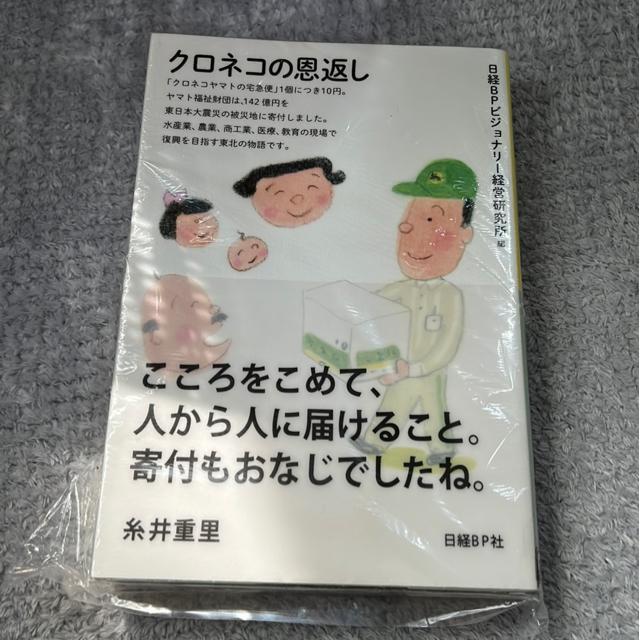 クロネコの恩返し
「クロネコヤマトの宅急便」1個につき10円。
ヤマト福祉財団は、142億円を
東日本大震災の被災地に寄付しました。
水産業、農業、商工業、医療、教育の現場で
復興を目指す東北の物語です。
日経BPビジョナリー経営研究所 編
こころをこめて、
人から人に届けること。
寄付もおなじでしたね。
糸井重里
日経BP社